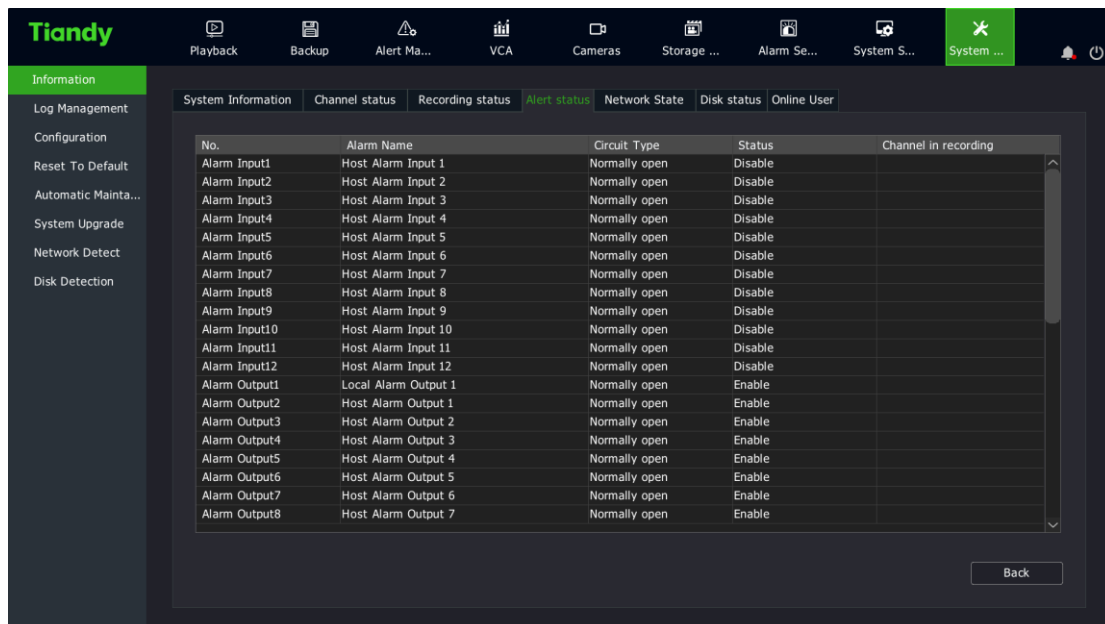 Tiandy
Playback Backup Alert Ma... VCA Cameras Storage ... Alarm Se... System S... System ...
Information
Log Management
Configuration
Reset To Default
Automatic Mainta...
System Upgrade
Network Detect
Disk Detection
System Information Channel status Recording status Alert status Network State Disk status Online User
No. Alarm Name Circuit Type Status Channel in recording
Alarm Input1 Host Alarm Input 1 Normally open Disable
Alarm Input2 Host Alarm Input 2 Normally open Disable
Alarm Input3 Host Alarm Input 3 Normally open Disable
Alarm Input4 Host Alarm Input 4 Normally open Disable
Alarm Input5 Host Alarm Input 5 Normally open Disable
Alarm Input6 Host Alarm Input 6 Normally open Disable
Alarm Input7 Host Alarm Input 7 Normally open Disable
Alarm Input8 Host Alarm Input 8 Normally open Disable
Alarm Input9 Host Alarm Input 9 Normally open Disable
Alarm Input10 Host Alarm Input 10 Normally open Disable
Alarm Input11 Host Alarm Input 11 Normally open Disable
Alarm Input12 Host Alarm Input 12 Normally open Disable
Alarm Output1 Local Alarm Output 1 Normally open Enable
Alarm Output2 Host Alarm Output 1 Normally open Enable
Alarm Output3 Host Alarm Output 2 Normally open Enable
Alarm Output4 Host Alarm Output 3 Normally open Enable
Alarm Output5 Host Alarm Output 4 Normally open Enable
Alarm Output6 Host Alarm Output 5 Normally open Enable
Alarm Output7 Host Alarm Output 6 Normally open Enable
Alarm Output8 Host Alarm Output 7 Normally open Enable
Back